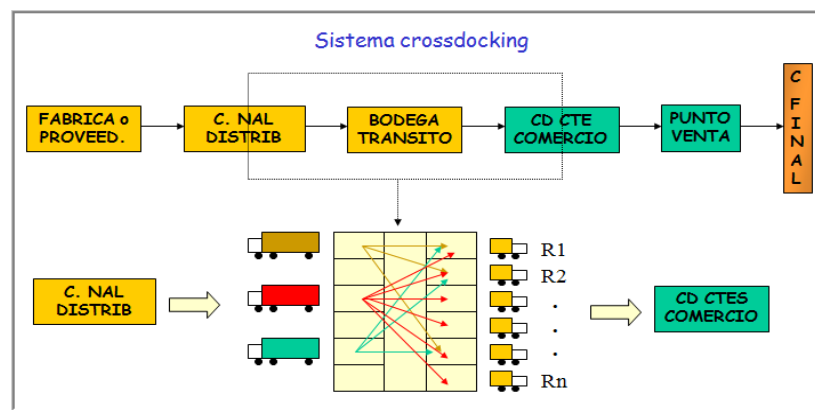 Sistema crossdocking
FABRICA o
PROVEED.
C. NAL
DISTRIB
BODEGA
TRANSITO
CD CTE
COMERCIO
PUNTO
VENTA
C
F
I
N
A
L
C. NAL
DISTRIB
R1
R2
.
.
.
Rn
CD CTES
COMERCIO